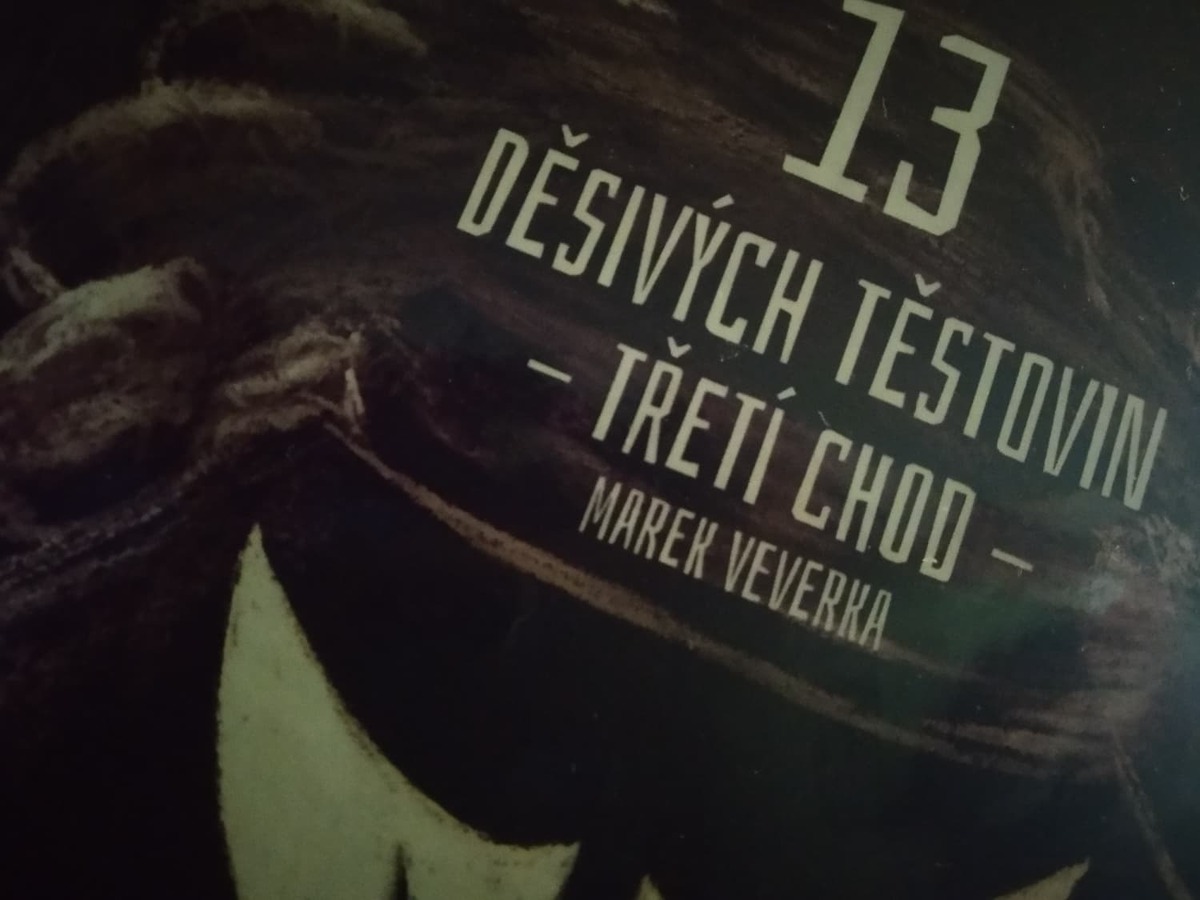 13
DĚSIVÝCH TĚSTOVIN
– TŘETÍ CHOD –
MAREK VEVERKA